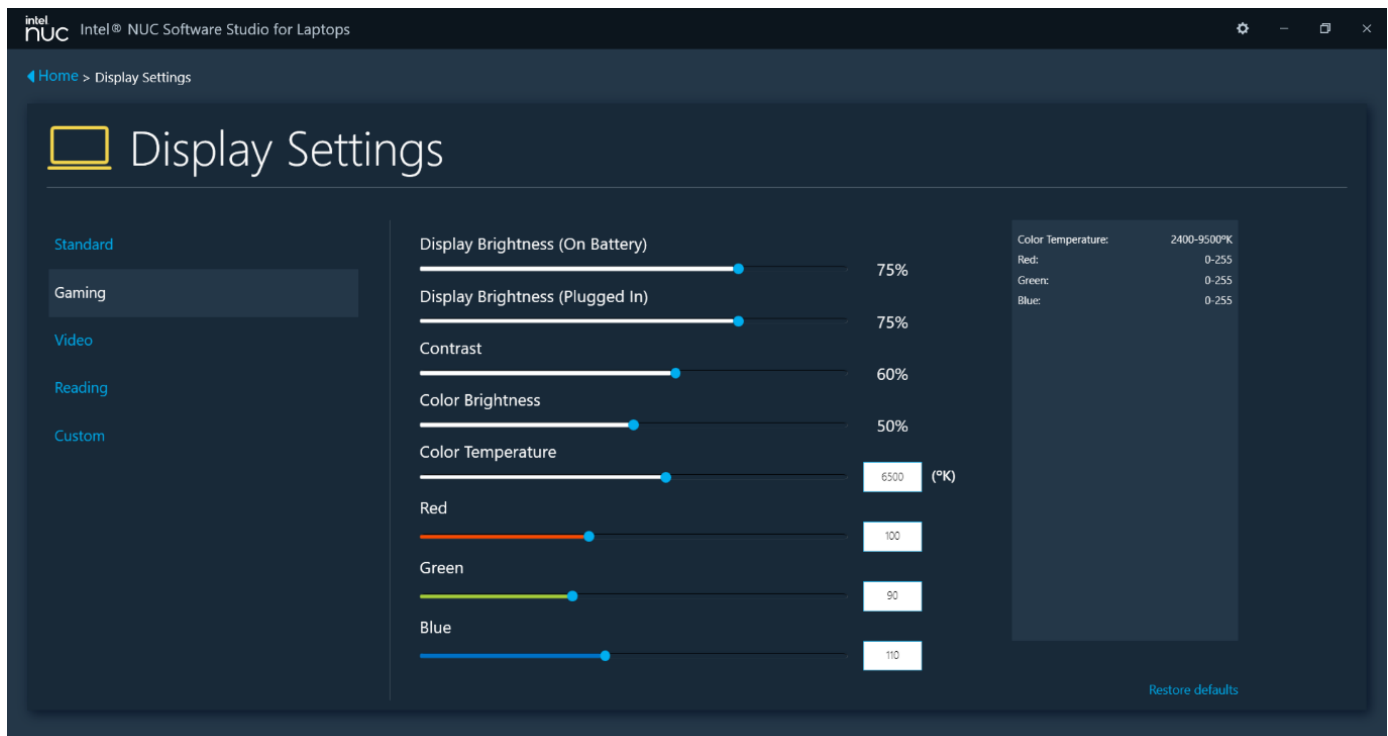 intel
nuc Intel® NUC Software Studio for Laptops
Home > Display Settings
Display Settings
Standard
Gaming
Video
Reading
Custom
Display Brightness (On Battery)
75%
Display Brightness (Plugged In)
75%
Contrast
60%
Color Brightness
50%
Color Temperature
6500 (°K)
Red
100
Green
90
Blue
110
Color Temperature: 2400-9500°K
Red: 0-255
Green: 0-255
Blue: 0-255
Restore defaults